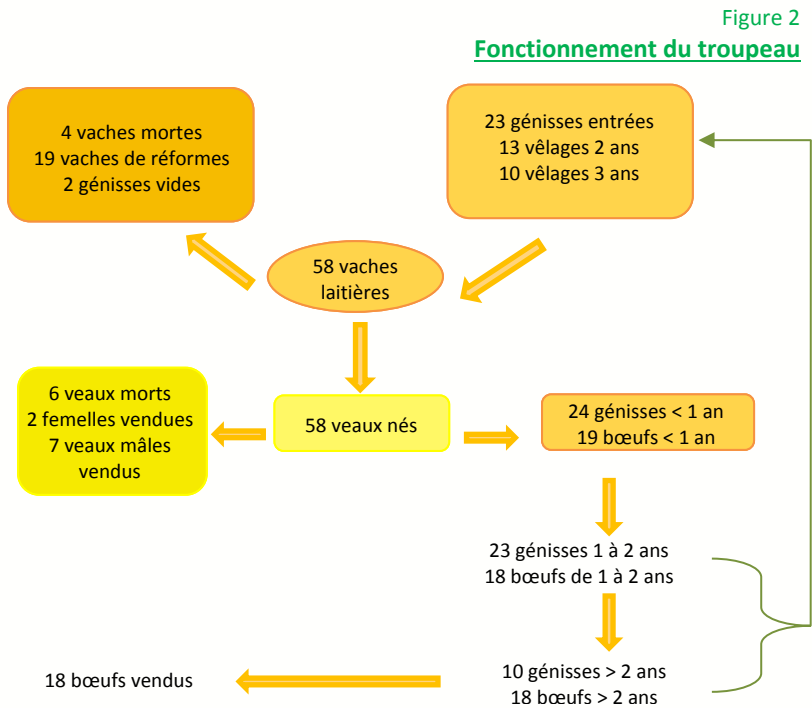 Figure 2
Fonctionnement du troupeau
4 vaches mortes
19 vaches de réformes
2 génisses vides
23 génisses entrées
13 vêlages 2 ans
10 vêlages 3 ans
58 vaches
laitières
6 veaux morts
2 femelles vendues
7 veaux mâles
vendus
58 veaux nés
24 génisses < 1 an
19 bœufs < 1 an
23 génisses 1 à 2 ans
18 bœufs de 1 à 2 ans
18 bœufs vendus
10 génisses > 2 ans
18 bœufs > 2 ans